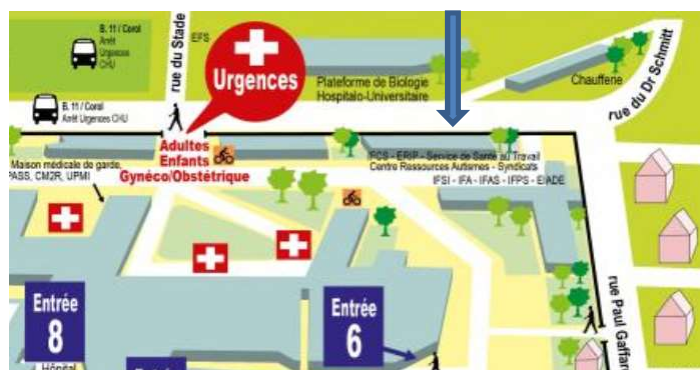 B. 11 / Corol
Arrêt
Urgences
CHU
rue du Stade
EFS
Urgences
Plateforme de Biologie
Hospitalo-Universitaire
Chaufferie
rue du Dr Schmitt
B. 11 / Corol
Arrêt Urgences CHU
Adultes
Enfants
Gynéco/Obstétrique
Maison médicale de garde,
PASS, CM2R, UPMI
IFCS - ERIP - Service de Santé au Travail
Centre Ressources Autismes - Syndicats
IFSI - IFA - IFAS - IFPS - EIADE
Entrée
8
Hôpital
Entrée
6
rue Paul Gaffar